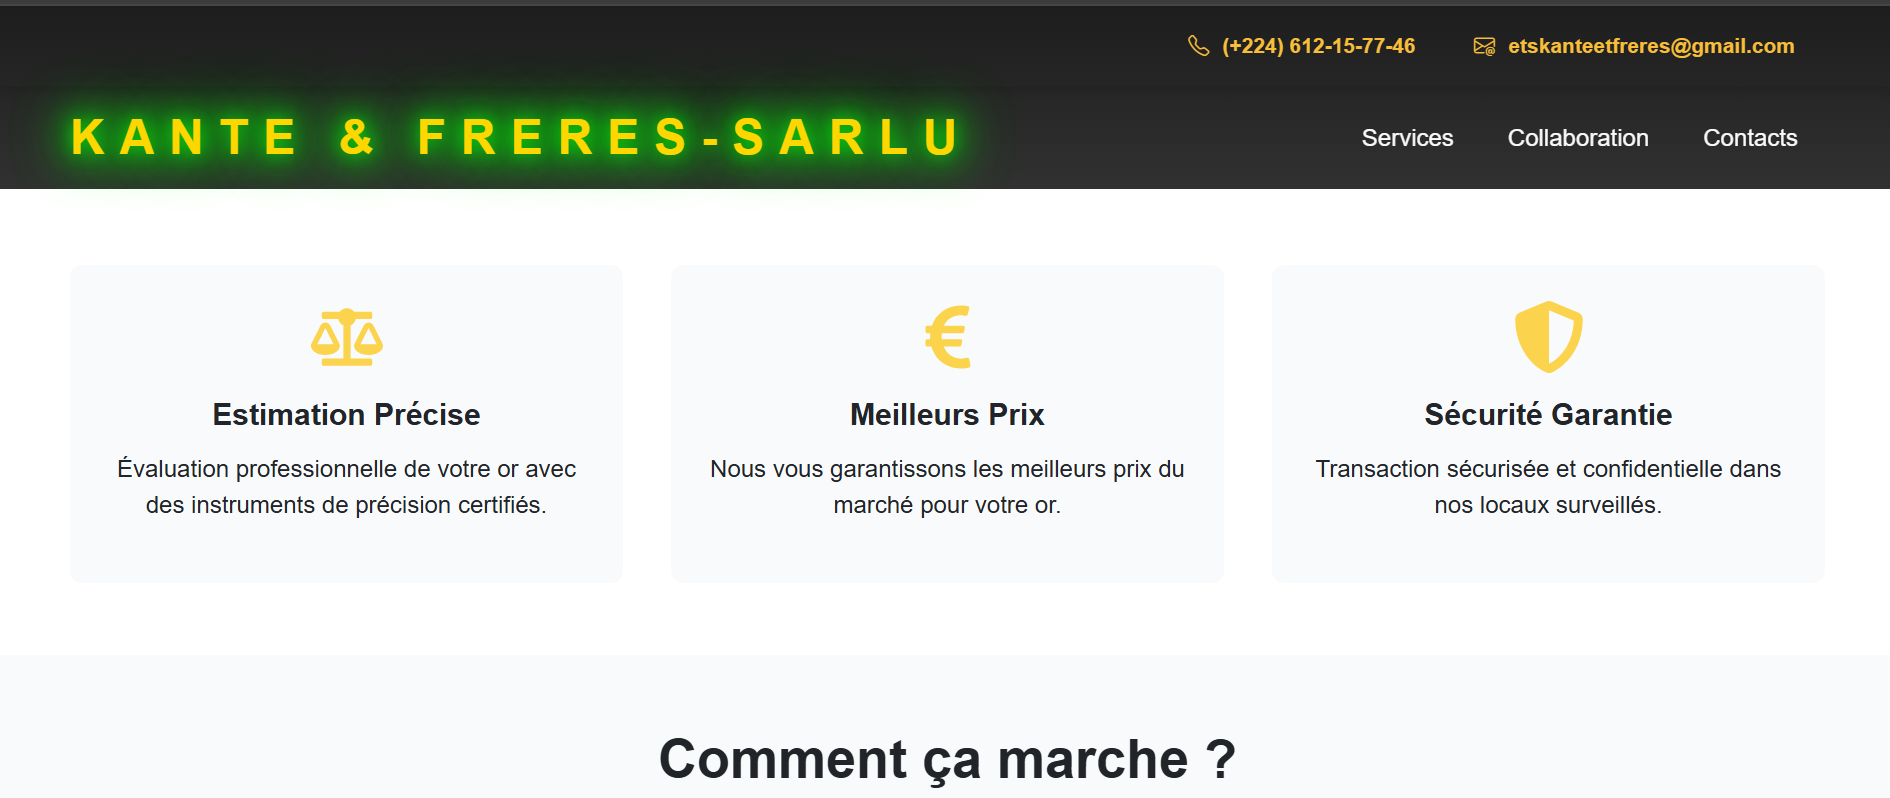 (+224) 612-15-77-46
etskanteetfreres@gmail.com
KANTE & FRERES-SARLU
Services
Collaboration
Contacts
Estimation Précise
Évaluation professionnelle de votre or avec
des instruments de précision certifiés.
Meilleurs Prix
Nous vous garantissons les meilleurs prix du
marché pour votre or.
Sécurité Garantie
Transaction sécurisée et confidentielle dans
nos locaux surveillés.
Comment ça marche ?